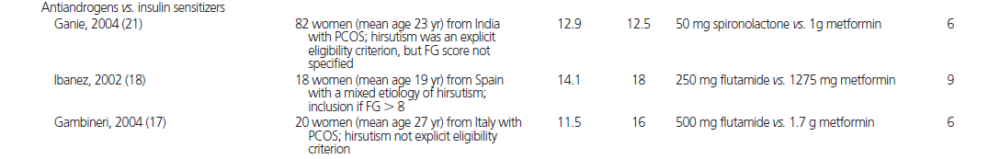 Antiandrogens vs. insulin sensitizers
Ganie, 2004 (21) 82 women (mean age 23 yr) from India 12.9 12.5 50 mg spironolactone vs. 1g metformin 6
with PCOS; hirsutism was an explicit
eligibility criterion, but FG score not
specified
Ibanez, 2002 (18) 18 women (mean age 19 yr) from Spain 14.1 18 250 mg flutamide vs. 1275 mg metformin 9
with a mixed etiology of hirsutism;
inclusion if FG > 8
Gambineri, 2004 (17) 20 women (mean age 27 yr) from Italy with 11.5 16 500 mg flutamide vs. 1.7 g metformin 6
PCOS; hirsutism not explicit eligibility
criterion